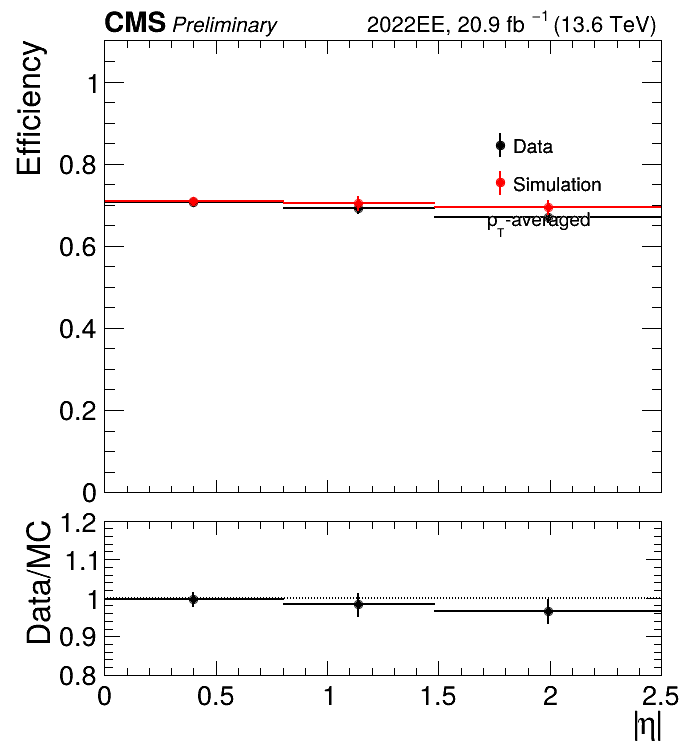 CMS Preliminary 2022EE, 20.9 fb⁻¹ (13.6 TeV)
Efficiency
1
0.8
0.6
0.4
0.2
0
Data
Simulation
pT-averaged
Data/MC
1.2
1.1
1
0.9
0.8
0 0.5 1 1.5 2 2.5
|η|